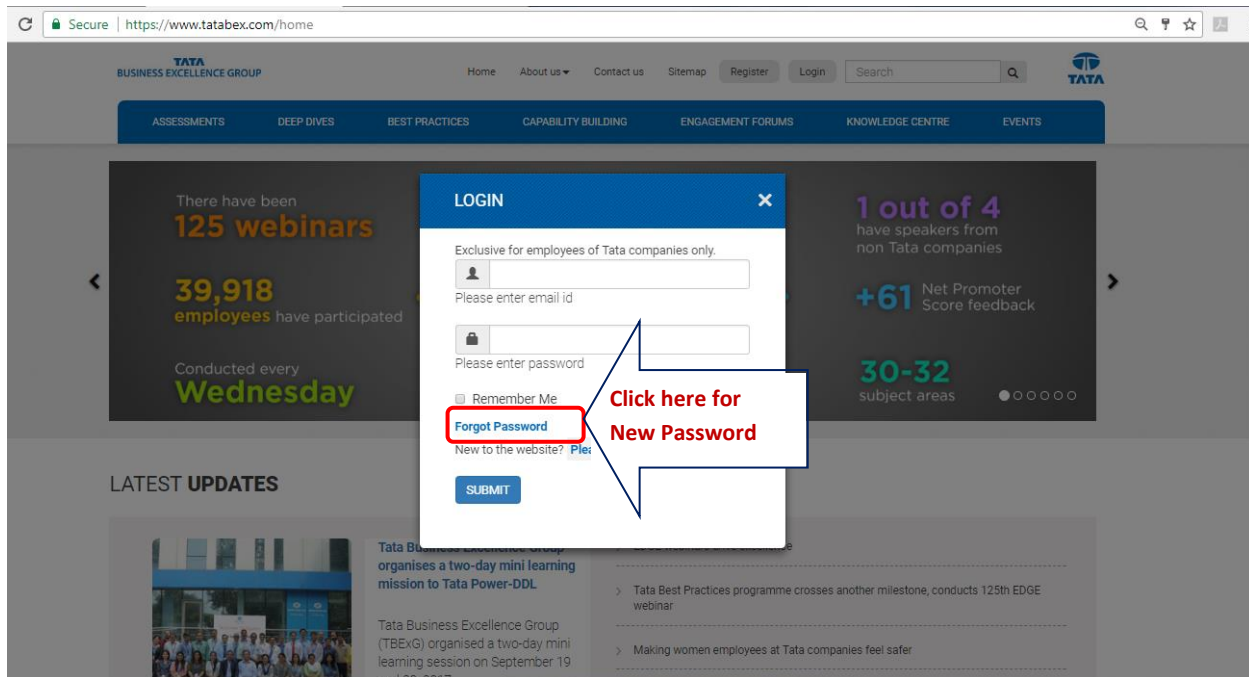 Secure | https://www.tatabex.com/home
TATA
BUSINESS EXCELLENCE GROUP
Home About us Contact us Sitemap Register Login Search
TATA
ASSESSMENTS DEEP DIVES BEST PRACTICES CAPABILITY BUILDING ENGAGEMENT FORUMS KNOWLEDGE CENTRE EVENTS
There have been
125 webinars
39,918
employees have participated
Conducted every
Wednesday
1 out of 4
have speakers from
non Tata companies
+61 Net Promoter
Score feedback
30-32
subject areas
LOGIN
Exclusive for employees of Tata companies only.
Please enter email id
Please enter password
Remember Me
Forgot Password
New to the website?
SUBMIT
Click here for
New Password
LATEST UPDATES
Tata Business Excellence Group
organises a two-day mini learning
mission to Tata Power-DDL
Tata Business Excellence Group
(TBExG) organised a two-day mini
learning session on September 19
> Tata Best Practices programme crosses another milestone, conducts 125th EDGE
webinar
> Making women employees at Tata companies feel safer